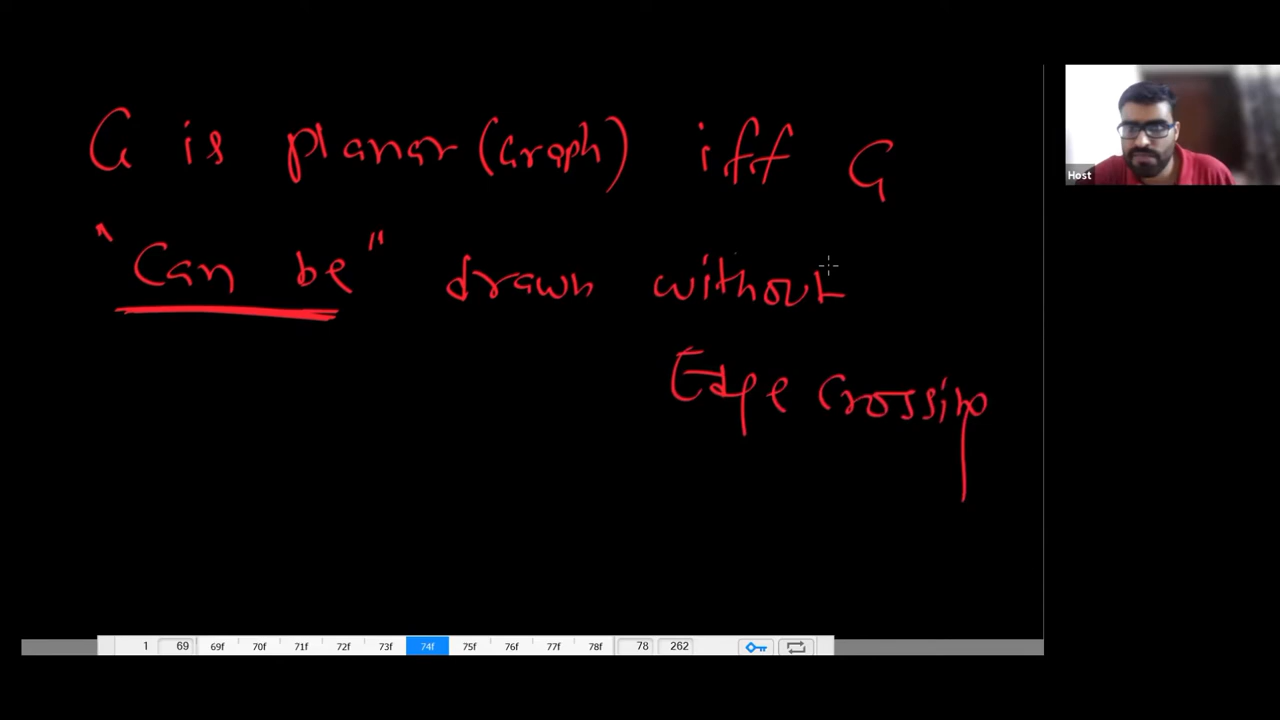 G is planar (Graph) iff G
"Can be" drawn without
Edge crossing
Host
1 69 69f 70f 71f 72f 73f 74f 75f 76f 77f 78f 78 262